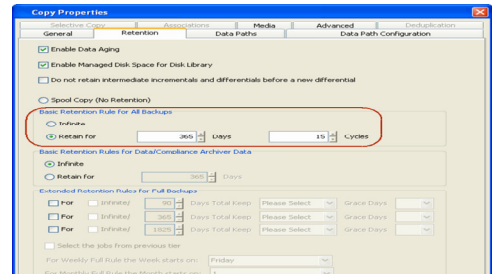 Copy Properties
Selective Copy Associations Media Advanced Deduplication
General Retention Data Paths Data Path Configuration
Enable Data Aging
Enable Managed Disk Space for Disk Library
Do not retain intermediate incrementals and differentials before a new differential
Spool Copy (No Retention)
Basic Retention Rule for All Backups
Infinite
Retain for 365 Days 15 Cycles
Basic Retention Rules for Data/Compliance Archiver Data
Infinite
Retain for 365 Days
Extended Retention Rules for Full Backups
For Infinite/ 90 Days Total Keep Please Select Grace Days
For Infinite/ 365 Days Total Keep Please Select Grace Days
For Infinite/ 1825 Days Total Keep Please Select Grace Days
Select the jobs from previous tier
For Weekly Full Rule the Week starts on: Friday
For Monthly Full Rule the Month starts on: 1